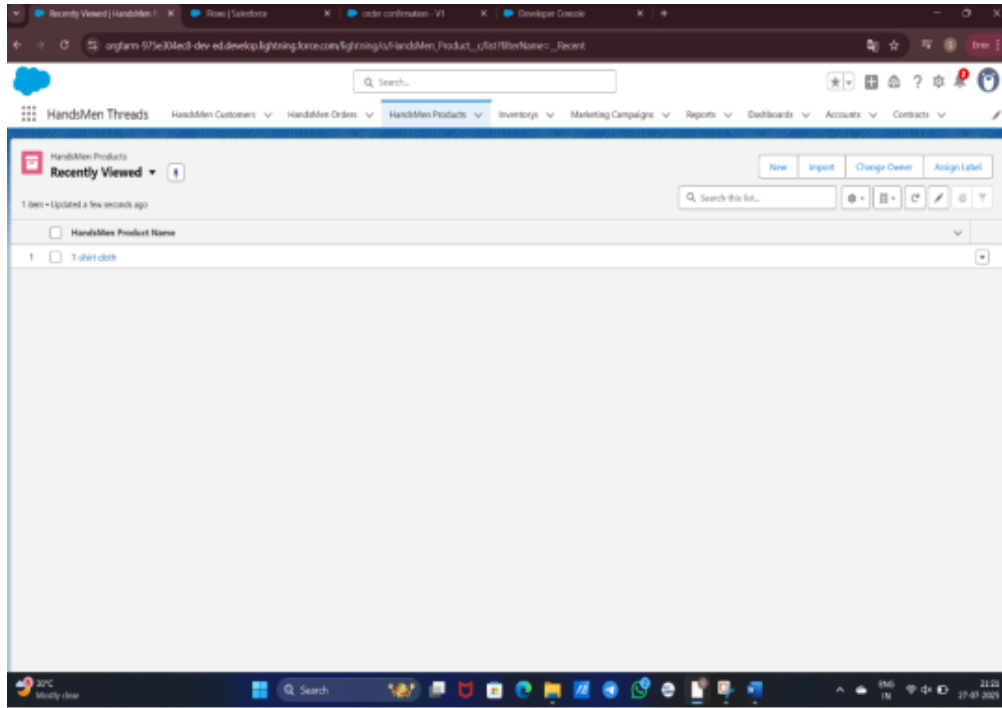 Recently Viewed | HandsMen P
Flows | Salesforce
order confirmation - V1
Developer Console
orgfarm-975e304ec8-dev-ed.develop.lightning.force.com/lightning/o/HandsMen_Product__c/list?filterName=__Recent
Error
Search...
HandsMen Threads
HandsMen Customers
HandsMen Orders
HandsMen Products
Inventorys
Marketing Campaigns
Reports
Dashboards
Accounts
Contracts
HandsMen Products
Recently Viewed
New
Import
Change Owner
Assign Label
1 item • Updated a few seconds ago
Search this list...
HandsMen Product Name
1
T-shirt cloth
30°C
Mostly clear
Search
ENG
IN
21:21
27-07-2025